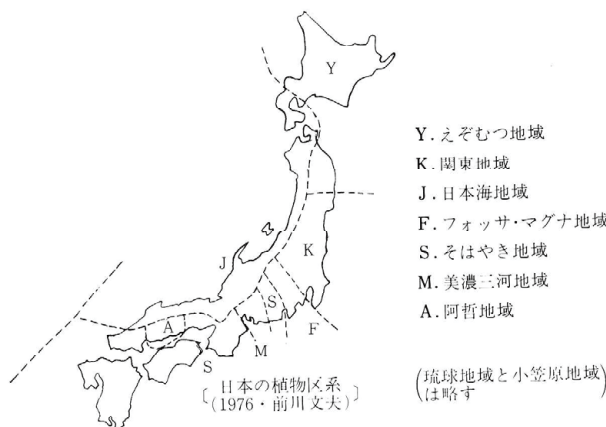 Y
K
J
S
A
F
M
S
Y.えぞむつ地域
K.関東地域
J.日本海地域
F.フォッサ・マグナ地域
S.そはやき地域
M.美濃三河地域
A.阿哲地域
〔日本の植物区系
(1976・前川文夫)〕
(琉球地域と小笠原地域)
は略す